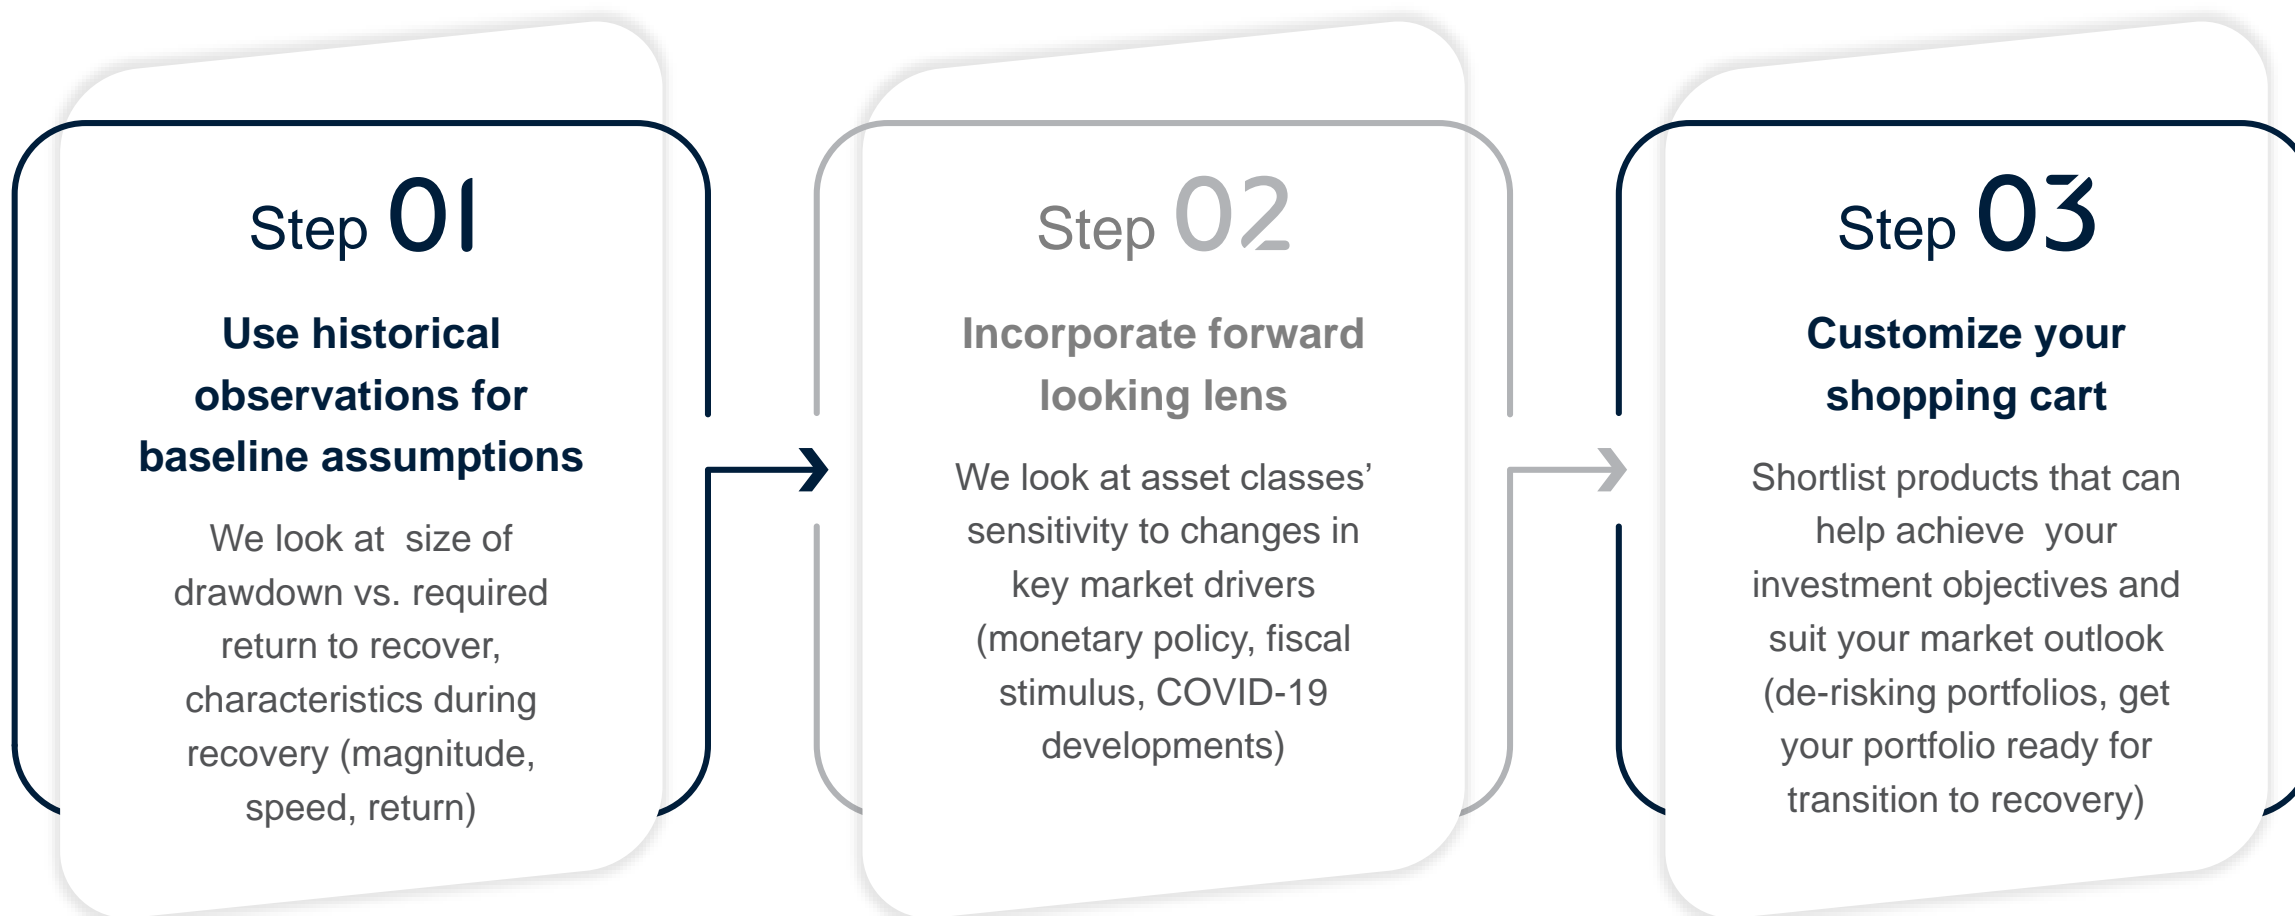 Step 01
Use historical
observations for
baseline assumptions
We look at  size of
drawdown vs. required
return to recover,
characteristics during
recovery (magnitude,
speed, return)
Step 02
Incorporate forward
looking lens
We look at asset classes’
sensitivity to changes in
key market drivers
(monetary policy, fiscal
stimulus, COVID-19
developments)
Step 03
Customize your
shopping cart
Shortlist products that can
help achieve  your
investment objectives and
suit your market outlook
(de-risking portfolios, get
your portfolio ready for
transition to recovery)